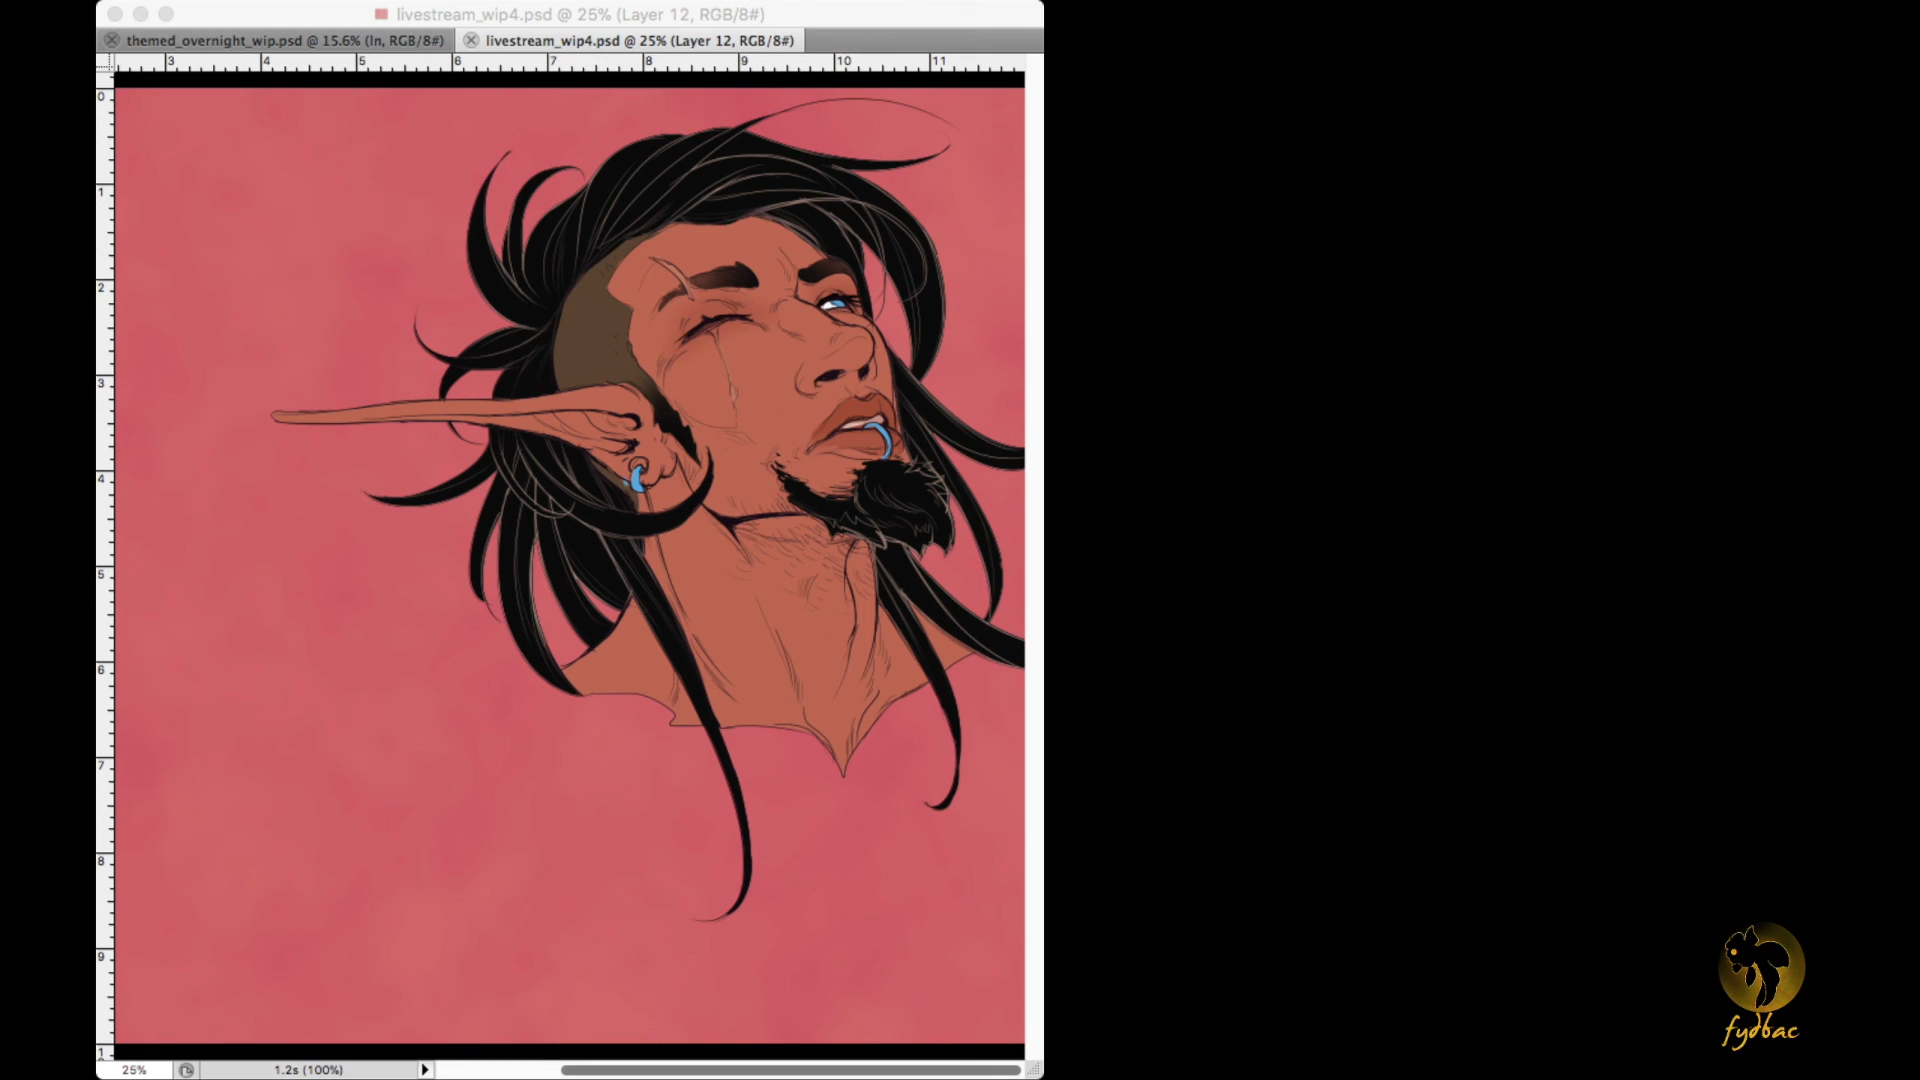 livestream_wip4.psd @ 25% (Layer 12, RGB/8#)
themed_overnight_wip.psd @ 15.6% (In, RGB/8#)
livestream_wip4.psd @ 25% (Layer 12, RGB/8#)
3 4 5 6 7 8 9 10 11
0
1
2
3
4
5
6
7
8
9
1
25%
1.2s (100%)
fydbac